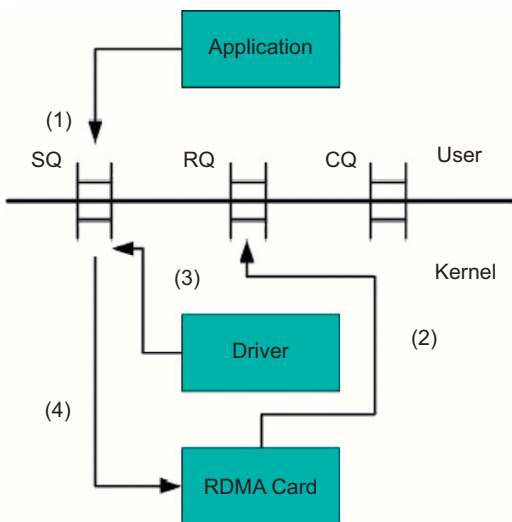 Application
(1)
SQ
RQ
CQ
User
Kernel
(3)
(2)
Driver
(4)
RDMA Card